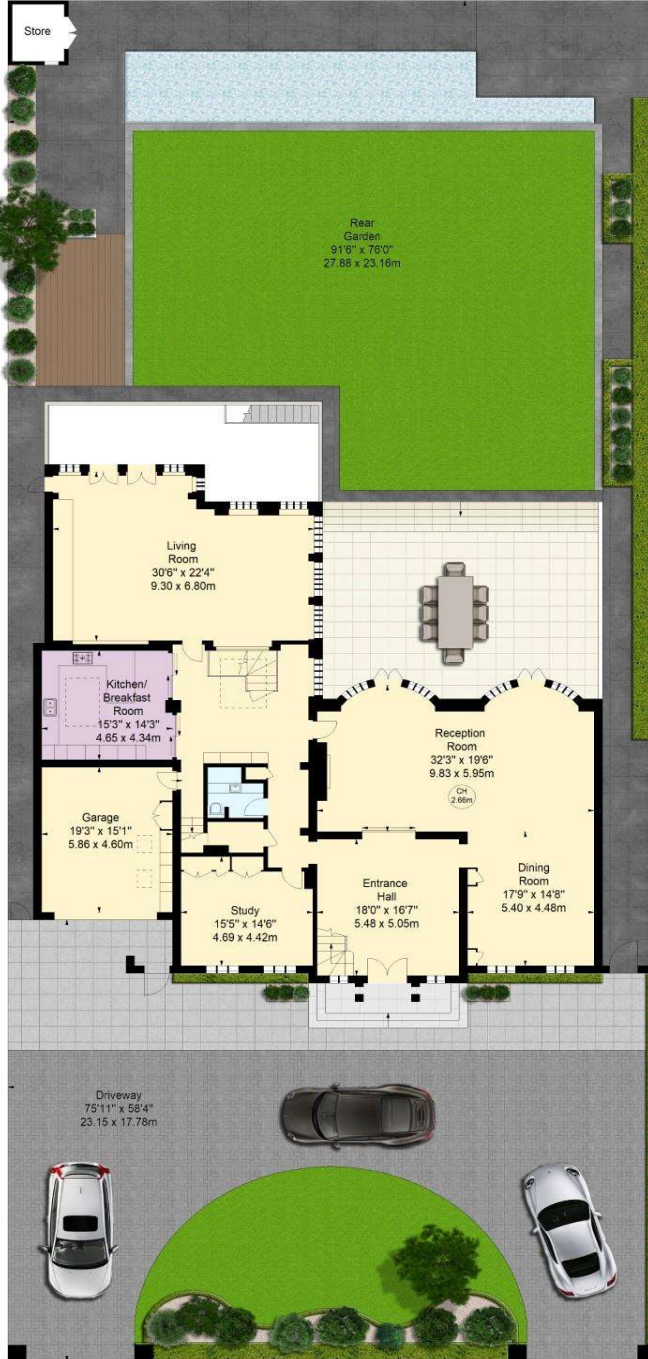 Store
Rear
Garden
91'6" x 76'0"
27.88 x 23.16m
Living
Room
30'6" x 22'4"
9.30 x 6.80m
Kitchen/
Breakfast
Room
15'3" x 14'3"
4.65 x 4.34m
Reception
Room
32'3" x 19'6"
9.83 x 5.95m
CH
2.66m
Garage
19'3" x 15'1"
5.86 x 4.60m
Dining
Room
17'9" x 14'8"
5.40 x 4.48m
Entrance
Hall
18'0" x 16'7"
5.48 x 5.05m
Study
15'5" x 14'6"
4.69 x 4.42m
Driveway
75'11" x 58'4"
23.15 x 17.78m